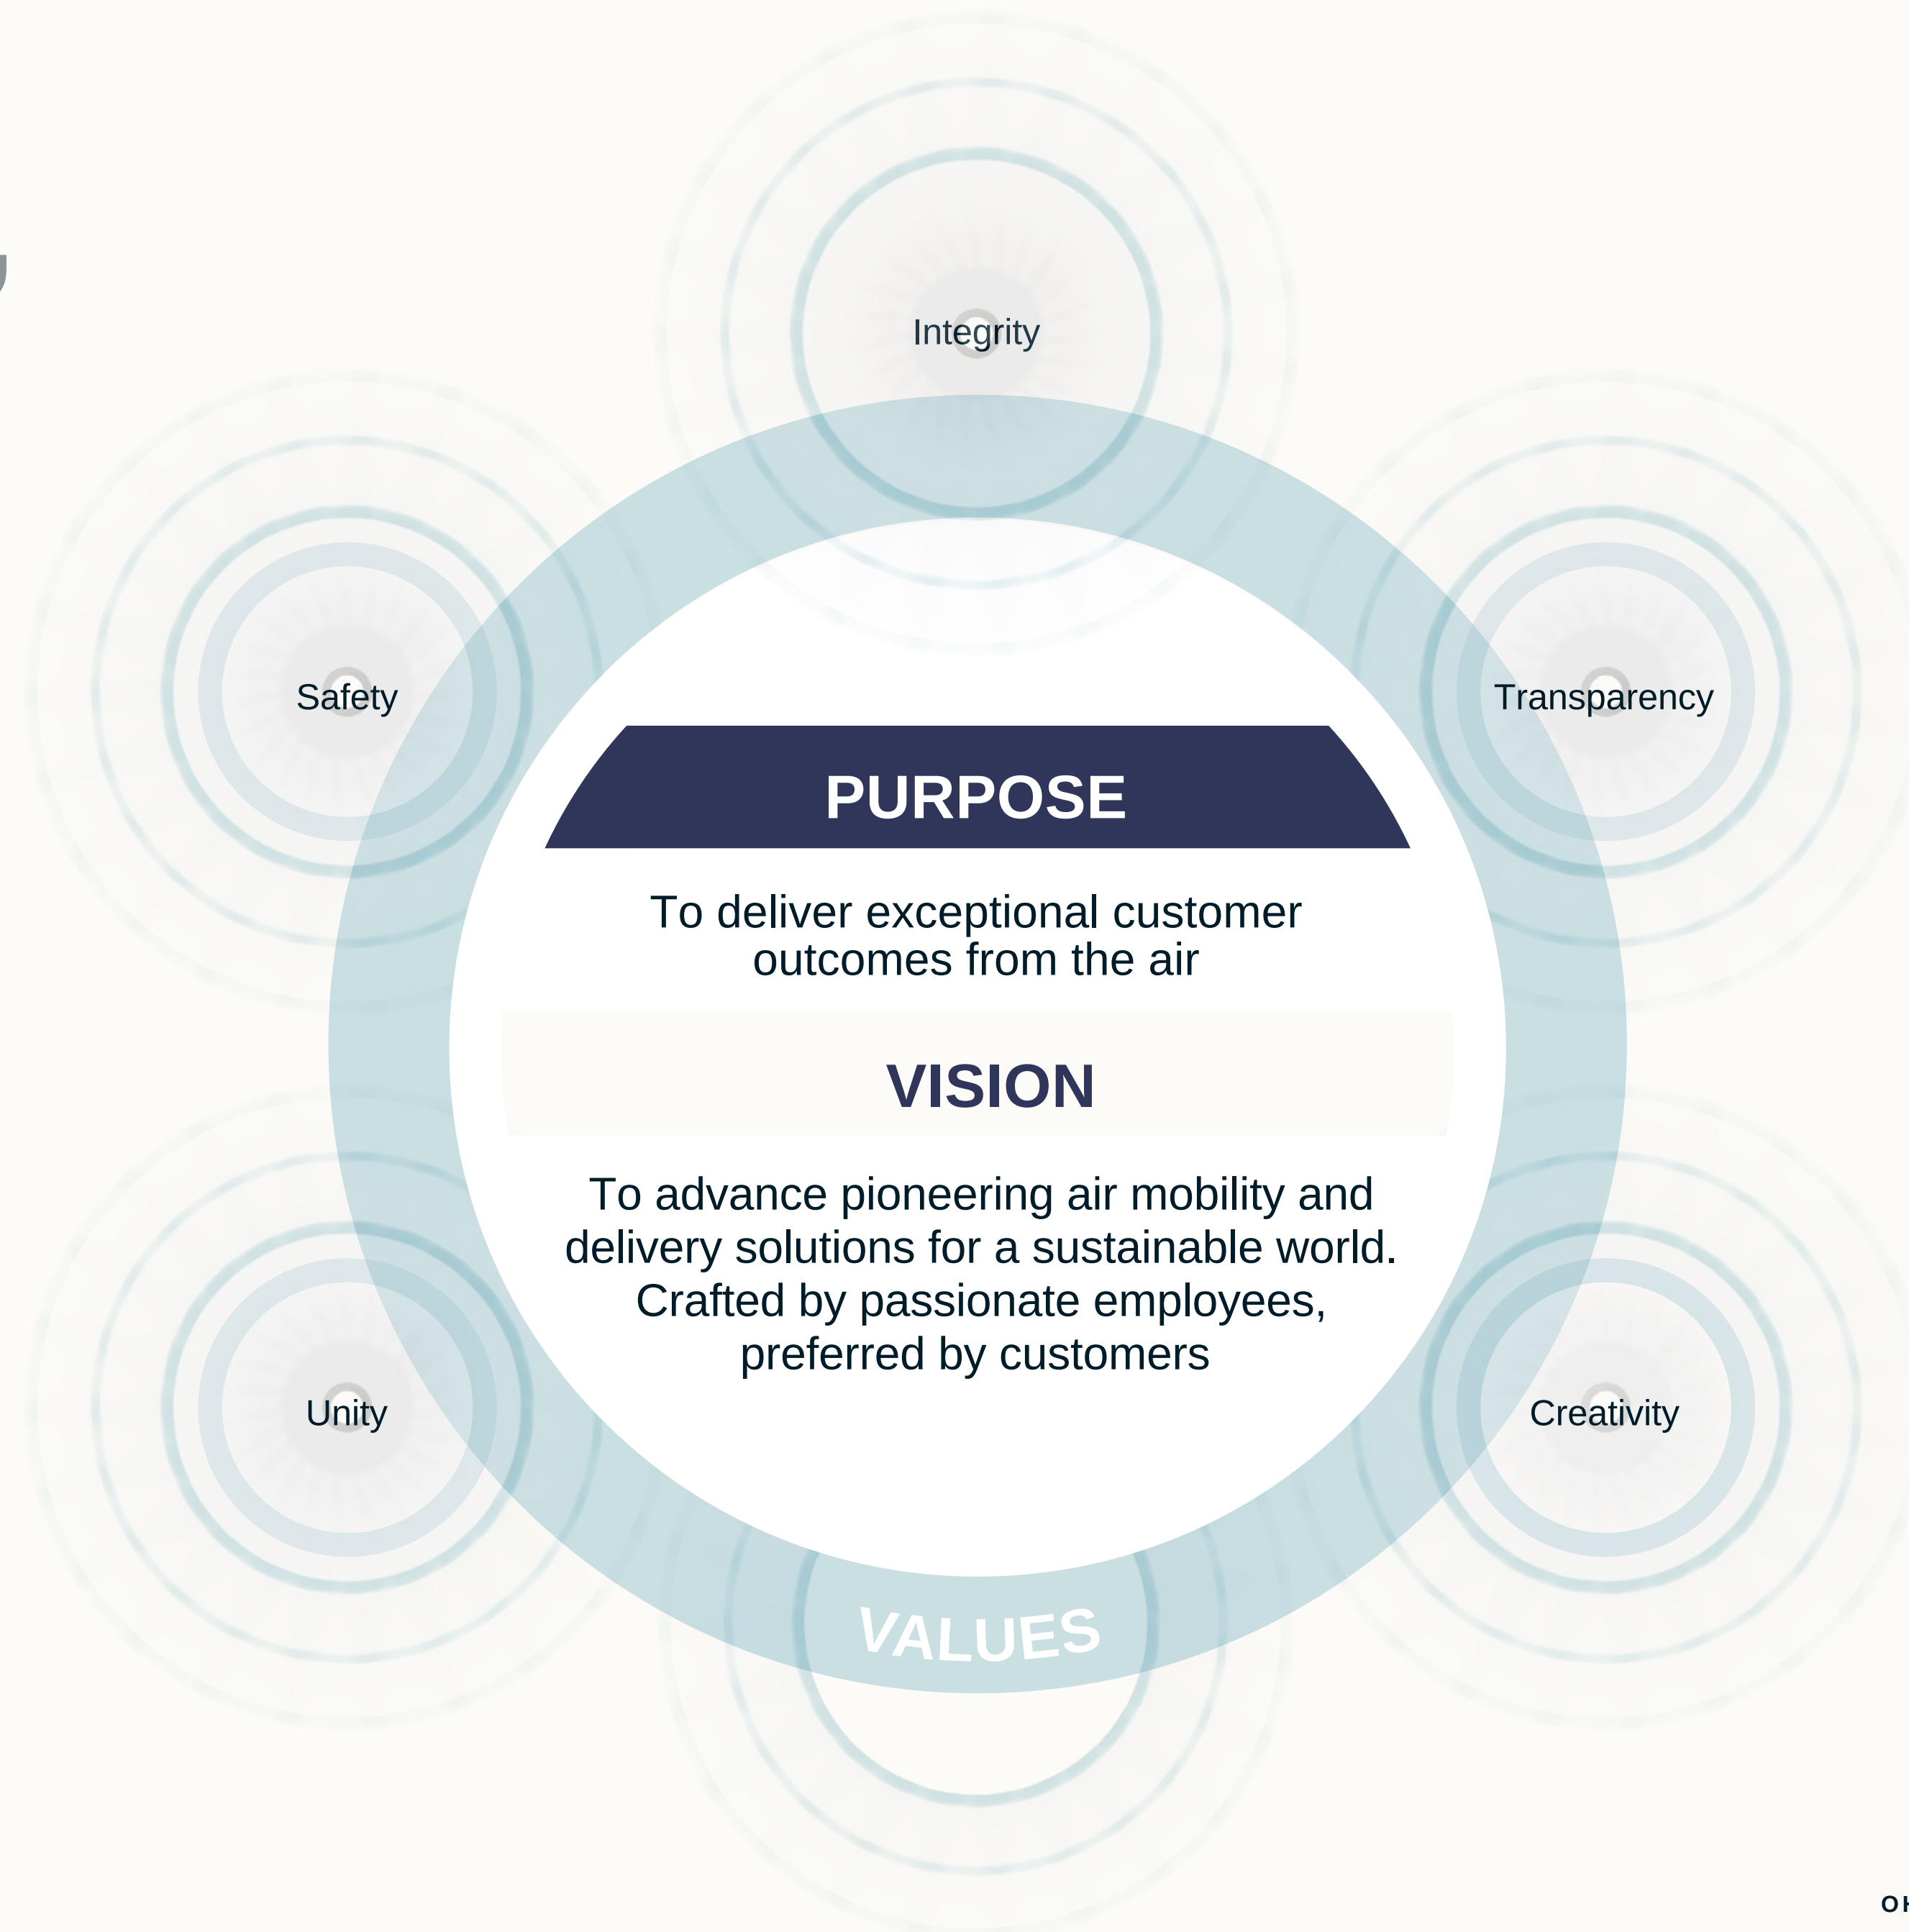 Integrity
Safety
Transparency
PURPOSE
To deliver exceptional customer
outcomes from the air
VISION
To advance pioneering air mobility and
delivery solutions for a sustainable world.
Crafted by passionate employees,
preferred by customers
Unity
Creativity
VALUES